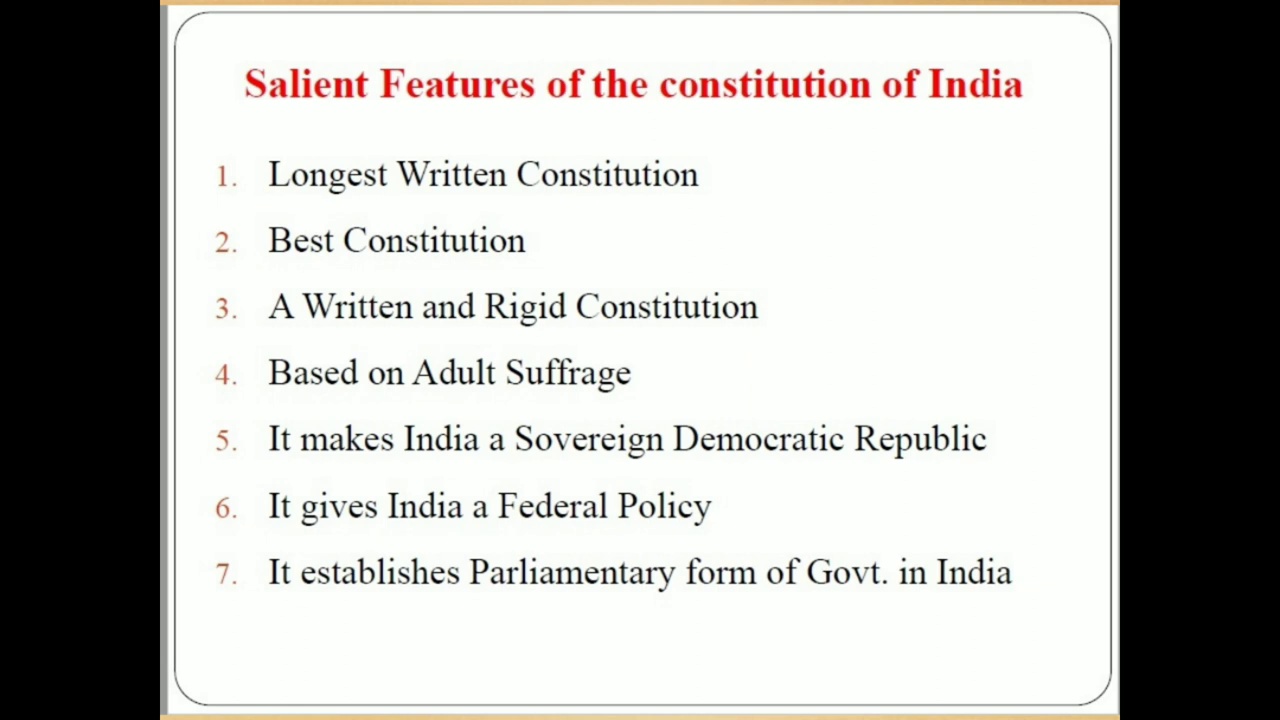 Salient Features of the constitution of India
1. Longest Written Constitution
2. Best Constitution
3. A Written and Rigid Constitution
4. Based on Adult Suffrage
5. It makes India a Sovereign Democratic Republic
6. It gives India a Federal Policy
7. It establishes Parliamentary form of Govt. in India